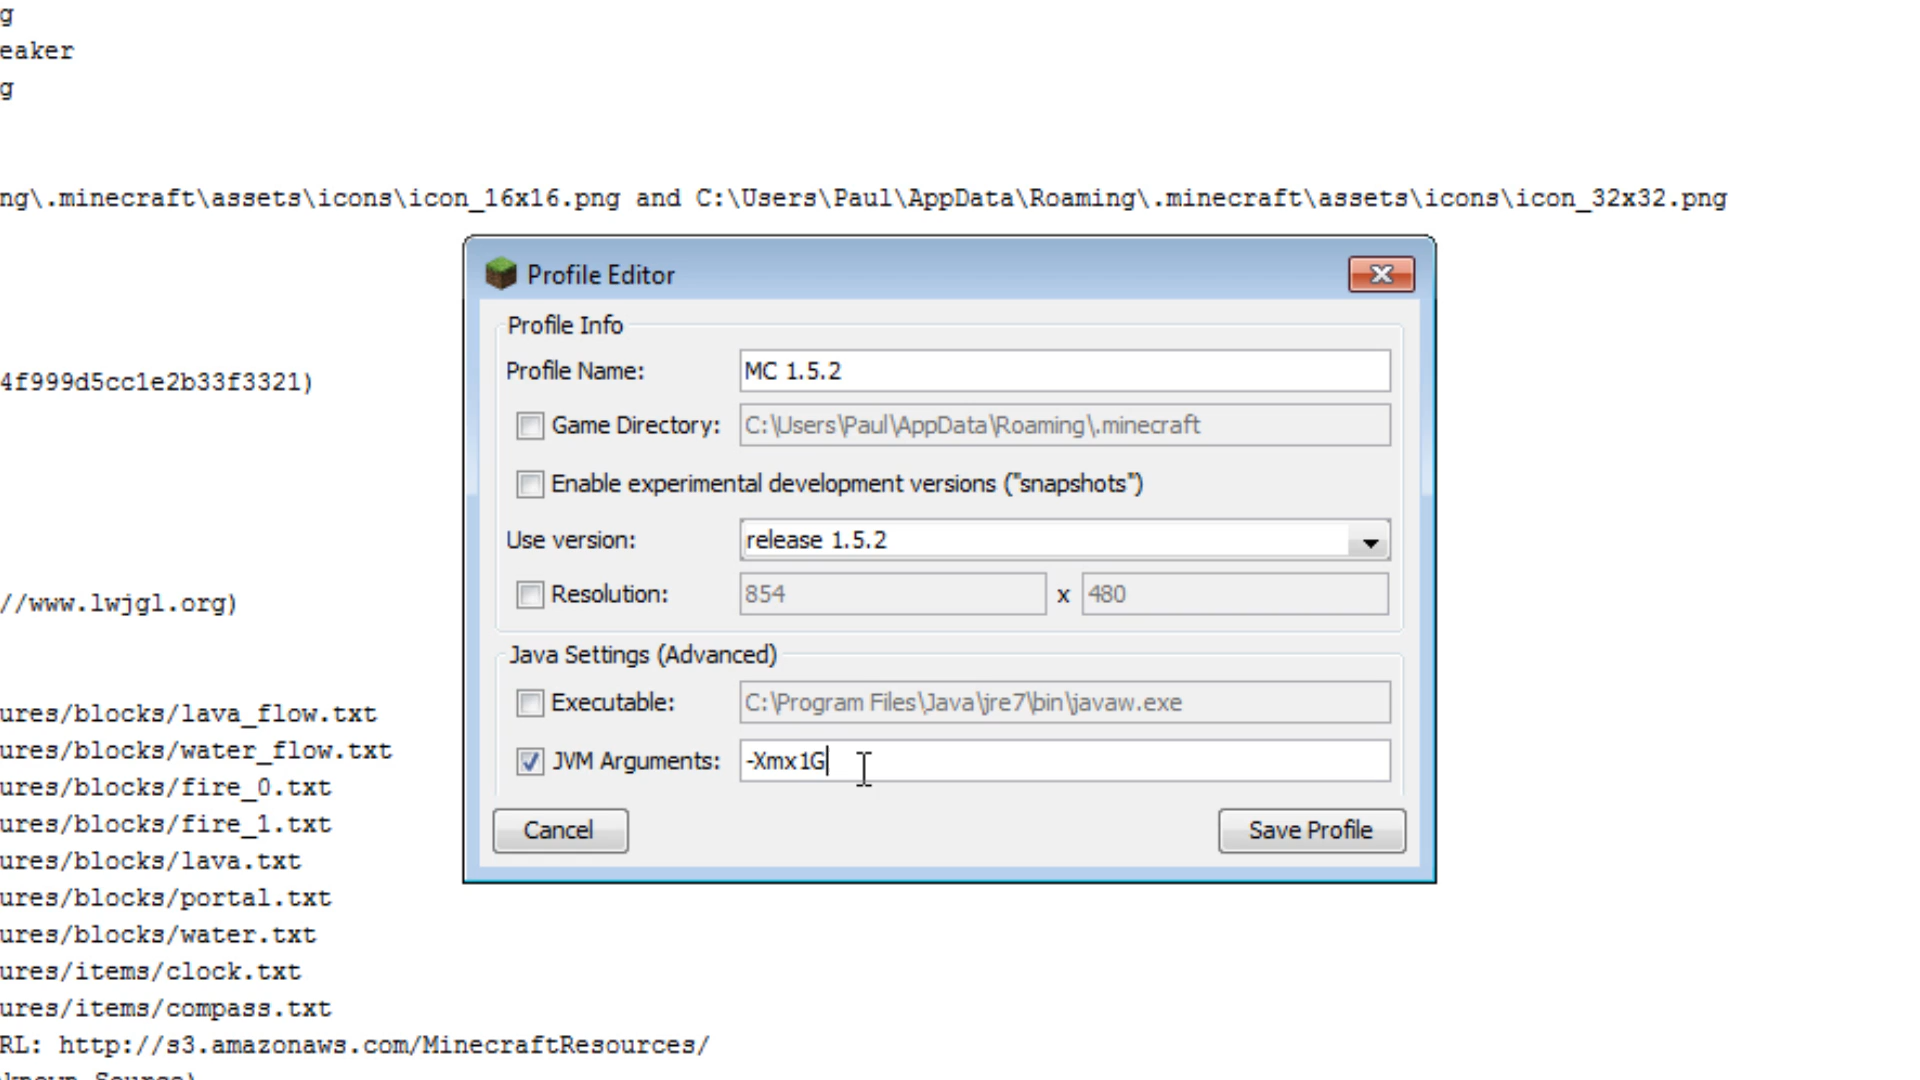 g
eaker
g
ng\.minecraft\assets\icons\icon_16x16.png and C:\Users\Paul\AppData\Roaming\.minecraft\assets\icons\icon_32x32.png
Profile Editor
Profile Info
Profile Name: MC 1.5.2
4f999d5cc1e2b33f3321)
Game Directory: C:\Users\Paul\AppData\Roaming\.minecraft
Enable experimental development versions ("snapshots")
Use version: release 1.5.2
Resolution: 854 x 480
//www.lwjgl.org)
Java Settings (Advanced)
Executable: C:\Program Files\Java\jre7\bin\javaw.exe
ures/blocks/lava_flow.txt
ures/blocks/water_flow.txt
JVM Arguments: -Xmx1G
ures/blocks/fire_0.txt
ures/blocks/fire_1.txt
Cancel Save Profile
ures/blocks/lava.txt
ures/blocks/portal.txt
ures/blocks/water.txt
ures/items/clock.txt
ures/items/compass.txt
RL: http://s3.amazonaws.com/MinecraftResources/